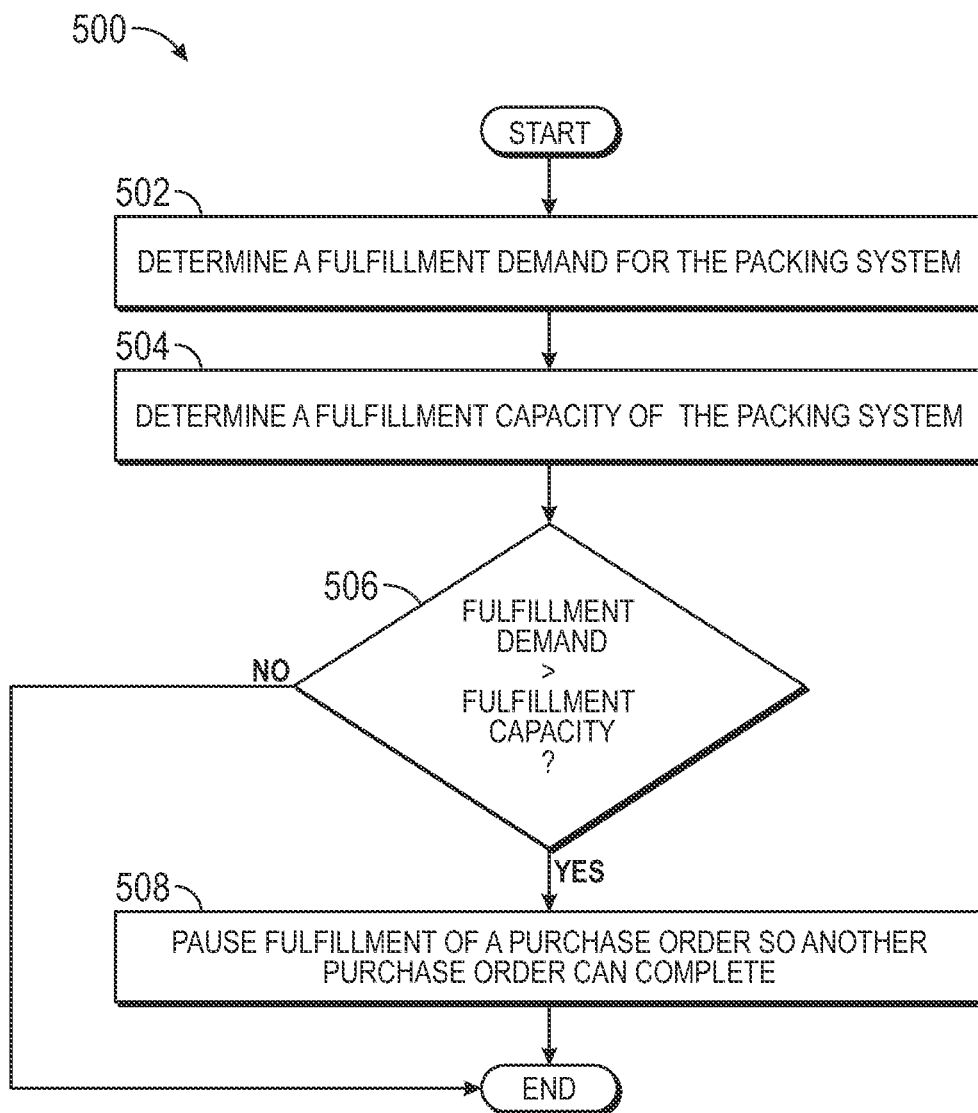 500
START
502
DETERMINE A FULFILLMENT DEMAND FOR THE PACKING SYSTEM
504
DETERMINE A FULFILLMENT CAPACITY OF THE PACKING SYSTEM
506
FULFILLMENT
DEMAND
>
FULFILLMENT
CAPACITY
?
NO
YES
508
PAUSE FULFILLMENT OF A PURCHASE ORDER SO ANOTHER
PURCHASE ORDER CAN COMPLETE
END